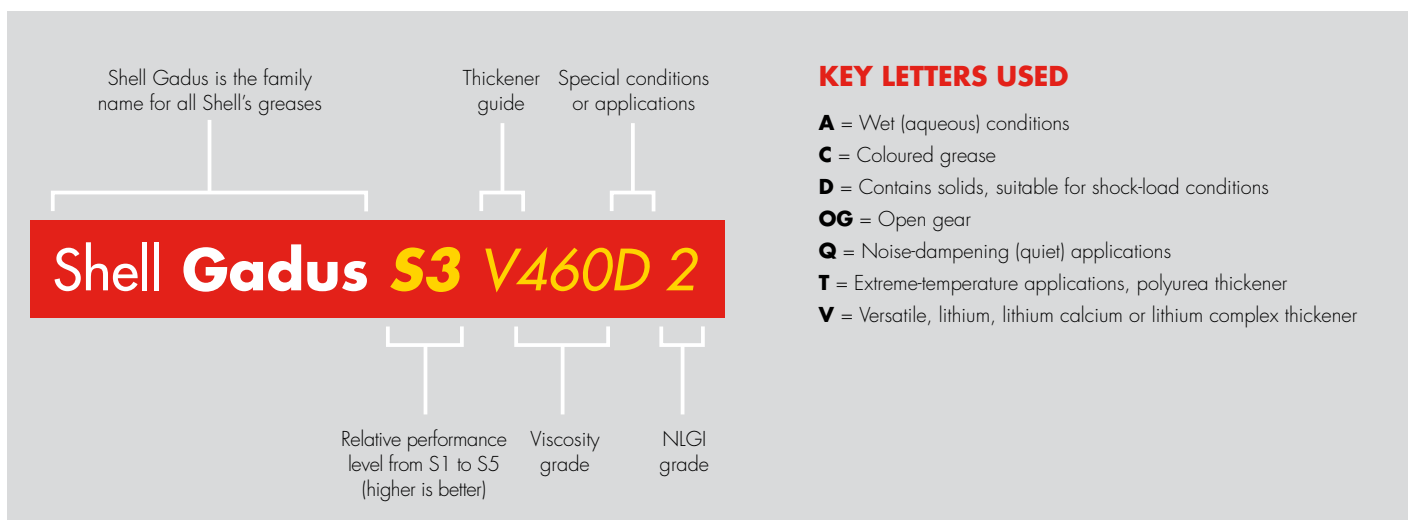 Shell Gadus is the family
name for all Shell's greases
Thickener
guide
Special conditions
or applications
Shell Gadus S3 V460D 2
Relative performance
level from S1 to S5
(higher is better)
Viscosity
grade
NLGI
grade
KEY LETTERS USED
A = Wet (aqueous) conditions
C = Coloured grease
D = Contains solids, suitable for shock-load conditions
OG = Open gear
Q = Noise-dampening (quiet) applications
T = Extreme-temperature applications, polyurea thickener
V = Versatile, lithium, lithium calcium or lithium complex thickener